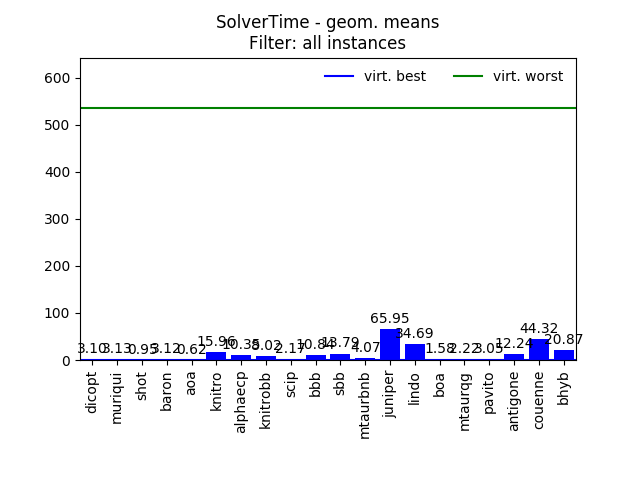 SolverTime - geom. means
Filter: all instances
virt. best
virt. worst
600
500
400
300
200
100
0
3.10
3.13
0.95
3.12
0.62
15.96
10.35
8.02
2.17
10.84
13.79
4.07
65.95
34.69
1.58
2.22
3.05
12.24
44.32
20.87
dicopt
muriqui
shot
baron
aoa
knitro
alphaecp
knitrobb
scip
bbb
sbb
mtaurbnb
juniper
lindo
boa
mtaurqg
pavito
antigone
couenne
bhyb